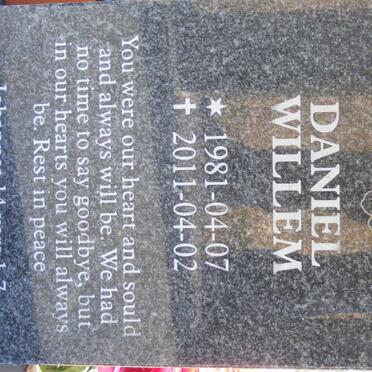 DANIEL
WILLEM
★ 1981-04-07
✝ 2011-04-02
You were our heart and sould
and always will be. We had
no time to say goodbye, but
in our hearts you will always
be. Rest in peace